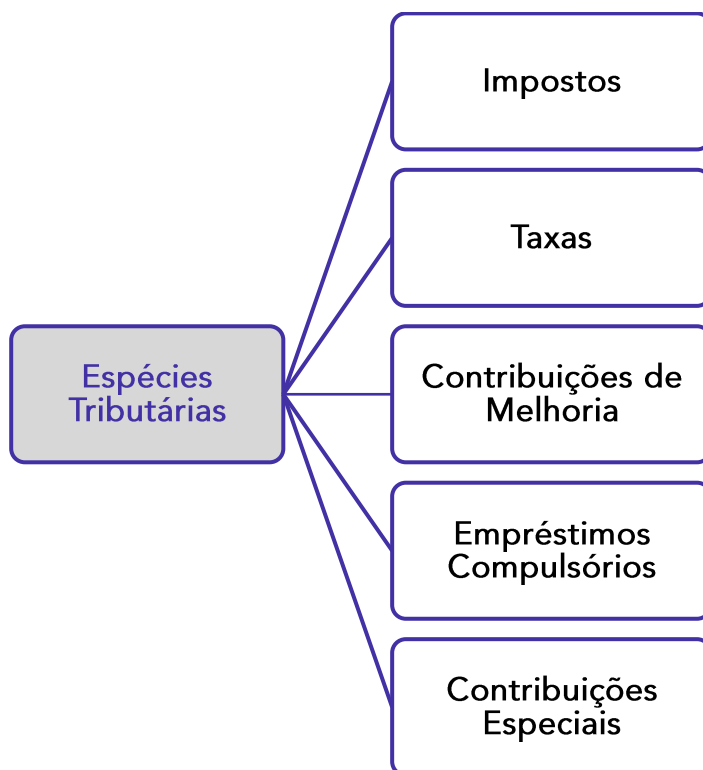 Impostos
Taxas
Espécies
Tributárias
Contribuições de
Melhoria
Empréstimos
Compulsórios
Contribuições
Especiais